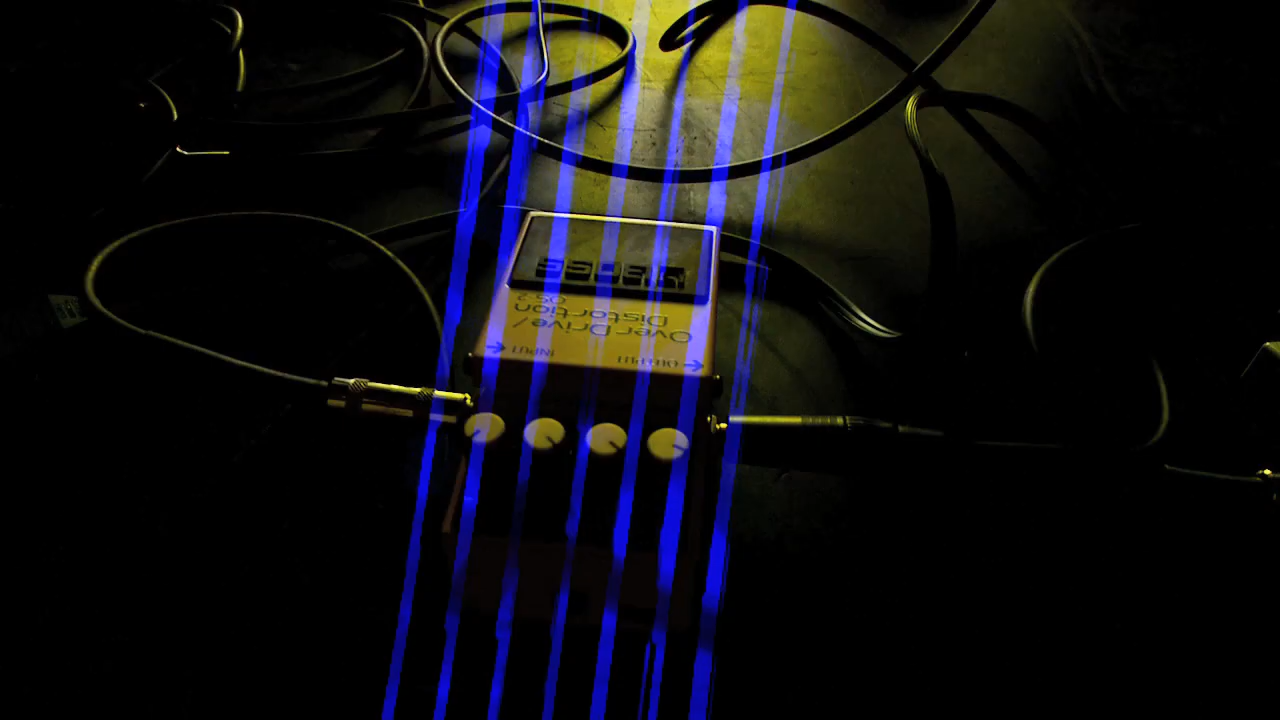 OUTPUT INPUT
Over Drive/
Distortion
OS-2
BOSS